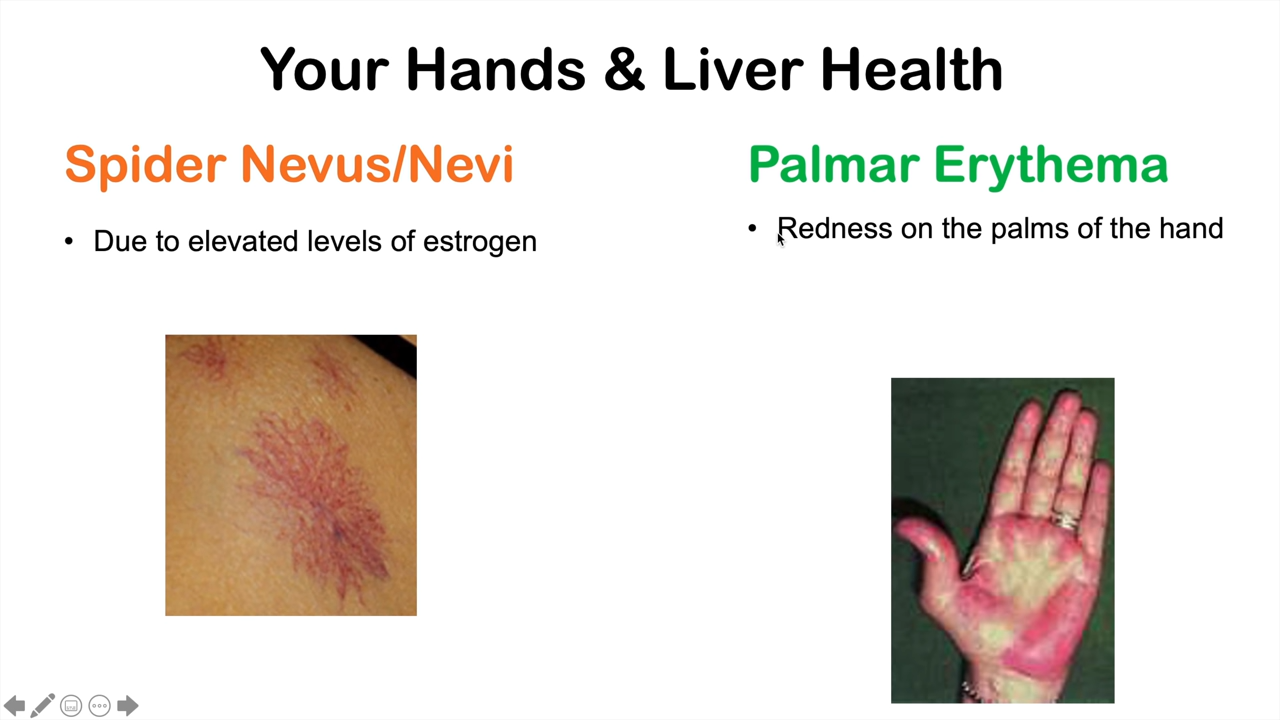 Your Hands & Liver Health
Spider Nevus/Nevi
• Due to elevated levels of estrogen
Palmar Erythema
• Redness on the palms of the hand